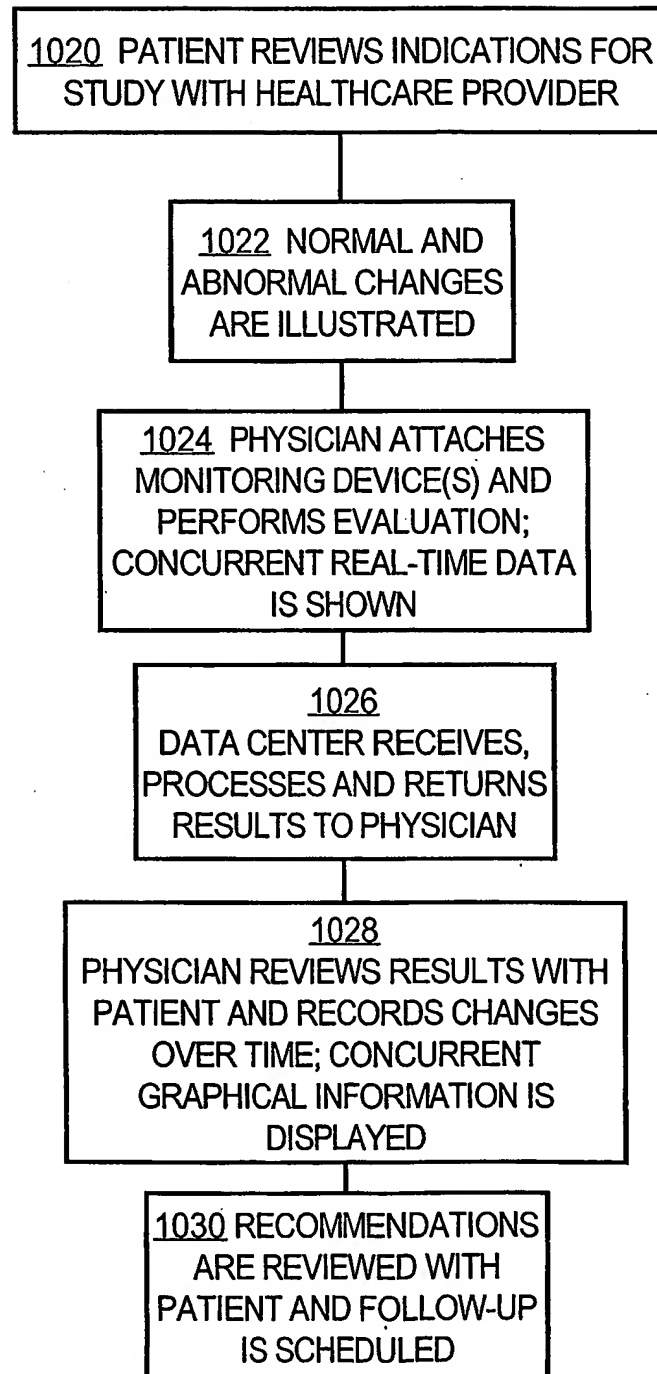 1020 PATIENT REVIEWS INDICATIONS FOR
STUDY WITH HEALTHCARE PROVIDER
1022 NORMAL AND
ABNORMAL CHANGES
ARE ILLUSTRATED
1024 PHYSICIAN ATTACHES
MONITORING DEVICE(S) AND
PERFORMS EVALUATION;
CONCURRENT REAL-TIME DATA
IS SHOWN
1026
DATA CENTER RECEIVES,
PROCESSES AND RETURNS
RESULTS TO PHYSICIAN
1028
PHYSICIAN REVIEWS RESULTS WITH
PATIENT AND RECORDS CHANGES
OVER TIME; CONCURRENT
GRAPHICAL INFORMATION IS
DISPLAYED
1030 RECOMMENDATIONS
ARE REVIEWED WITH
PATIENT AND FOLLOW-UP
IS SCHEDULED